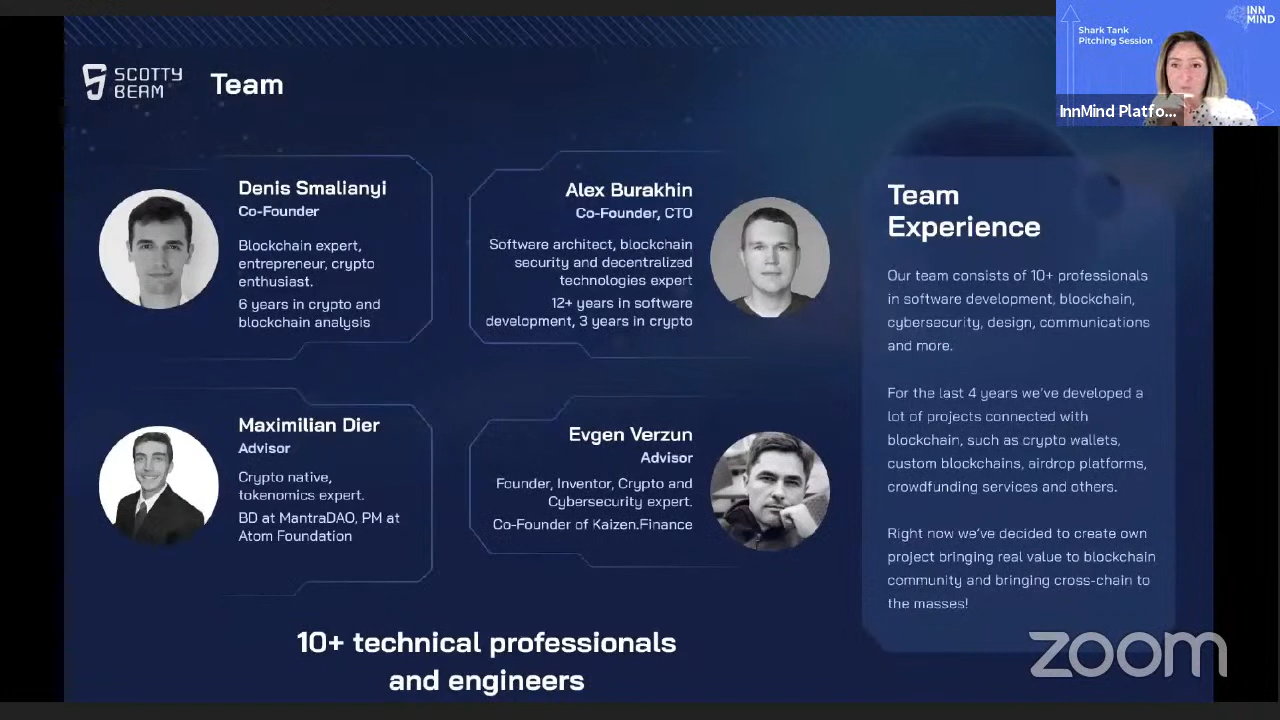 SCOTTY
BEAM
Team
Denis Smalianyi
Co-Founder
Blockchain expert,
entrepreneur, crypto
enthusiast.
6 years in crypto and
blockchain analysis
Alex Burakhin
Co-Founder, CTO
Software architect, blockchain
security and decentralized
technologies expert
12+ years in software
development, 3 years in crypto
Maximilian Dier
Advisor
Crypto native,
tokenomics expert.
BD at MantraDAO, PM at
Atom Foundation
Evgen Verzun
Advisor
Founder, Inventor, Crypto and
Cybersecurity expert.
Co-Founder of Kaizen.Finance
10+ technical professionals
and engineers
Team
Experience
Our team consists of 10+ professionals
in software development, blockchain,
cybersecurity, design, communications
and more.
For the last 4 years we've developed a
lot of projects connected with
blockchain, such as crypto wallets,
custom blockchains, airdrop platforms,
crowdfunding services and others.
Right now we've decided to create own
project bringing real value to blockchain
community and bringing cross-chain to
the masses!
INN
MIND
Shark Tank
Pitching Session
InnMind Platfo...
zoom